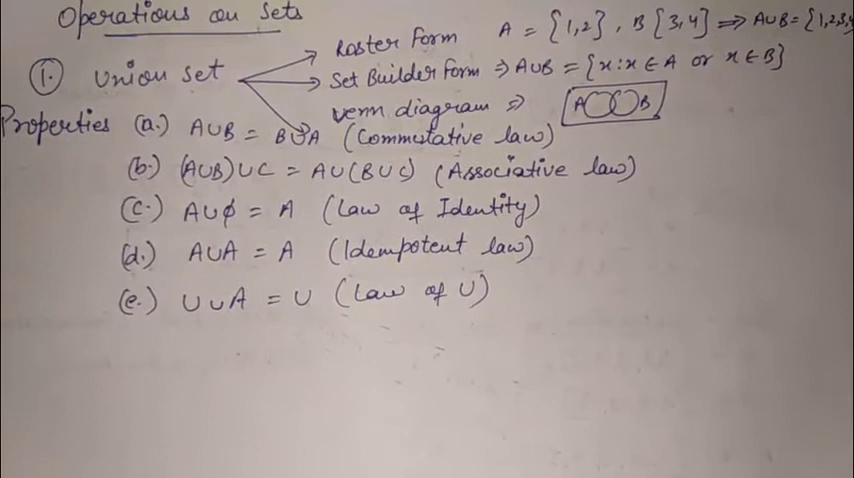 Operations on Sets
Roster Form A = {1,2}, B {3,4} ⟹ A∪B = {1,2,3,4
(1.) Union set → Set Builder Form ⇒ A∪B = {x : x ∈ A or x ∈ B}
venn diagram ⇒ A B
Properties (a.) A∪B = B∪A (Commutative law)
(b.) (A∪B)∪C = A∪(B∪C) (Associative law)
(c.) A∪ϕ = A (Law of Identity)
(d.) A∪A = A (Idempotent law)
(e.) U∪A = U (Law of U)